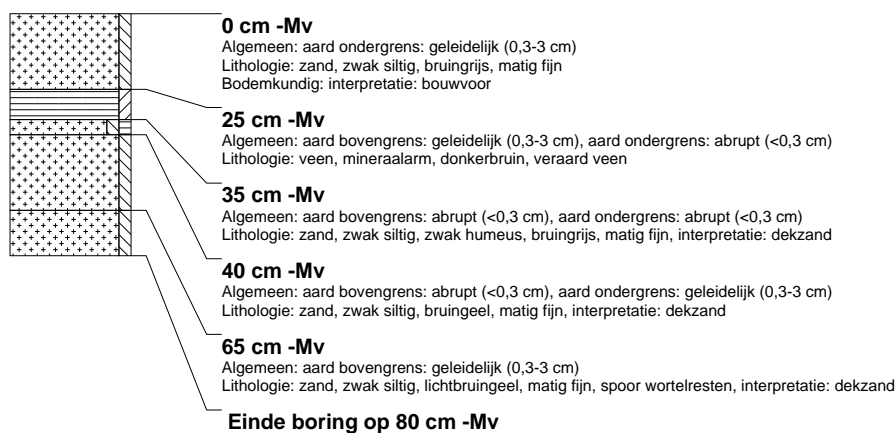 0 cm -Mv
Algemeen: aard ondergrens: geleidelijk (0,3-3 cm)
Lithologie: zand, zwak siltig, bruingrijs, matig fijn
Bodemkundig: interpretatie: bouwvoor
25 cm -Mv
Algemeen: aard bovengrens: geleidelijk (0,3-3 cm), aard ondergrens: abrupt (<0,3 cm)
Lithologie: veen, mineraalarm, donkerbruin, veraard veen
35 cm -Mv
Algemeen: aard bovengrens: abrupt (<0,3 cm), aard ondergrens: abrupt (<0,3 cm)
Lithologie: zand, zwak siltig, zwak humeus, bruingrijs, matig fijn, interpretatie: dekzand
40 cm -Mv
Algemeen: aard bovengrens: abrupt (<0,3 cm), aard ondergrens: geleidelijk (0,3-3 cm)
Lithologie: zand, zwak siltig, bruingeel, matig fijn, interpretatie: dekzand
65 cm -Mv
Algemeen: aard bovengrens: geleidelijk (0,3-3 cm)
Lithologie: zand, zwak siltig, lichtbruingeel, matig fijn, spoor wortelresten, interpretatie: dekzand
Einde boring op 80 cm -Mv